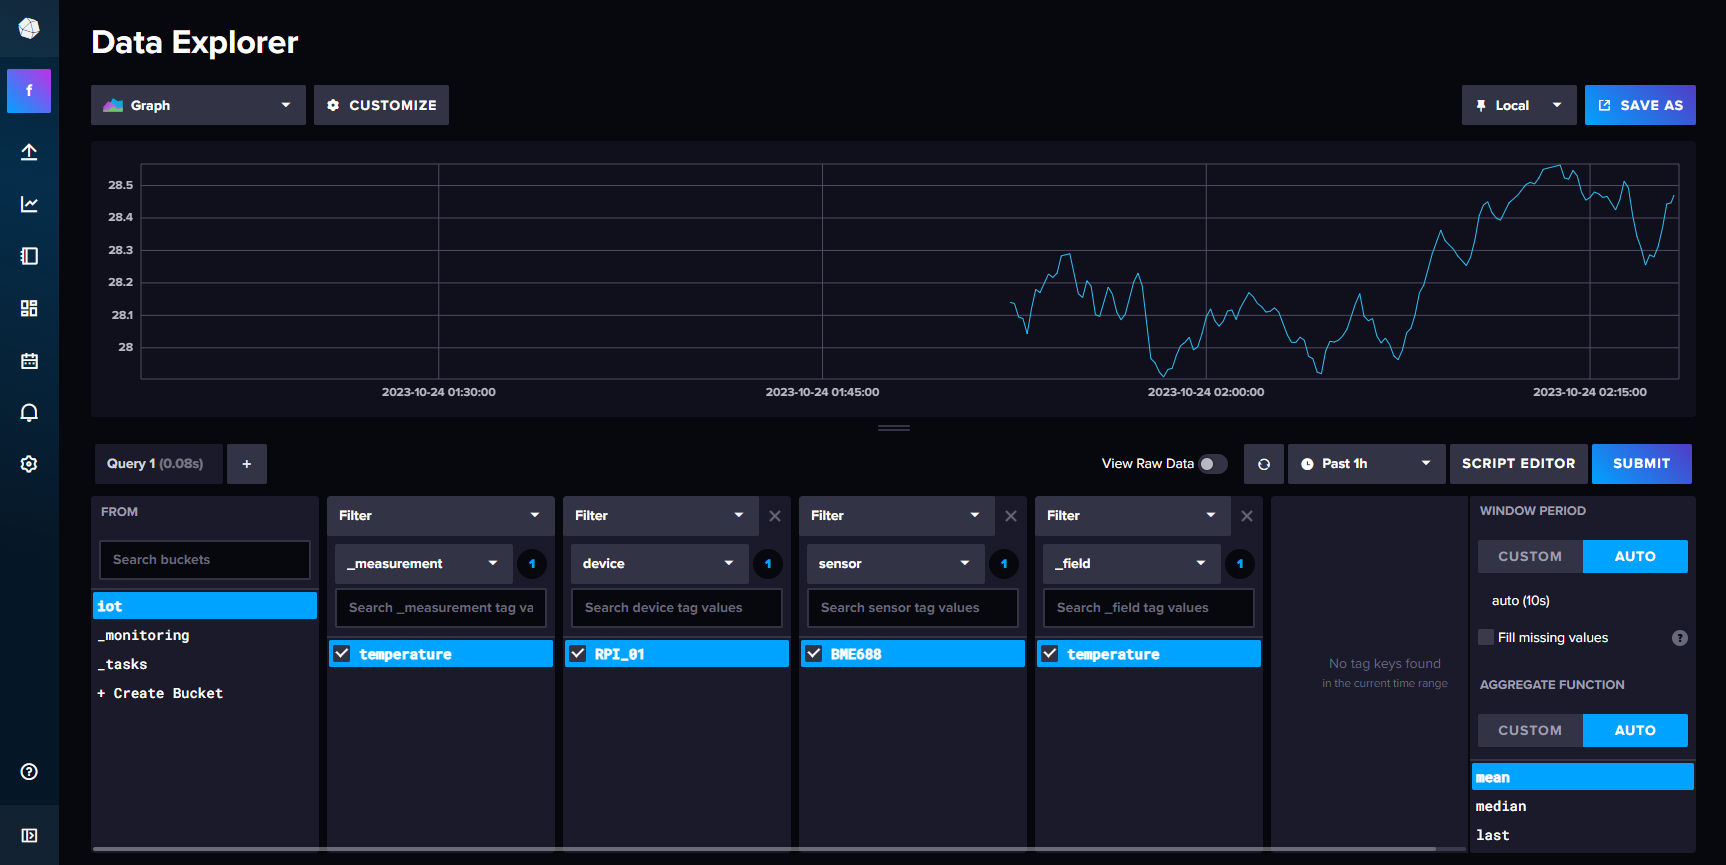 Data Explorer
f
Graph
CUSTOMIZE
Local
SAVE AS
28.5
28.4
28.3
28.2
28.1
28
2023-10-24 01:30:00
2023-10-24 01:45:00
2023-10-24 02:00:00
2023-10-24 02:15:00
Query 1 (0.08s)
+
View Raw Data
Past 1h
SCRIPT EDITOR
SUBMIT
FROM
Search buckets
iot
_monitoring
_tasks
+ Create Bucket
Filter
_measurement
1
Search _measurement tag va
temperature
Filter
device
1
Search device tag values
RPI_01
Filter
sensor
1
Search sensor tag values
BME688
Filter
_field
1
Search _field tag values
temperature
No tag keys found
in the current time range
WINDOW PERIOD
CUSTOM
AUTO
auto (10s)
Fill missing values
?
AGGREGATE FUNCTION
CUSTOM
AUTO
mean
median
last